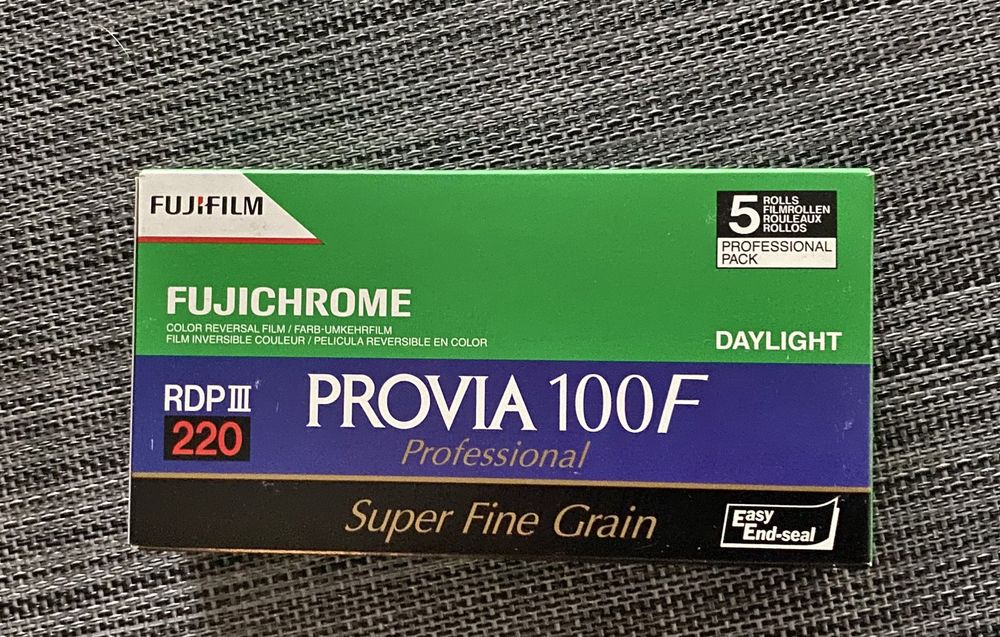 FUJIFILM
5 ROLLS
FILMROLLEN
ROULEAUX
ROLLOS
PROFESSIONAL
PACK
FUJICHROME
COLOR REVERSAL FILM / FARB-UMKEHRFILM
FILM INVERSIBLE COULEUR / PELICULA REVERSIBLE EN COLOR
DAYLIGHT
RDP III
220
PROVIA 100F
Professional
Super Fine Grain
Easy
End-seal